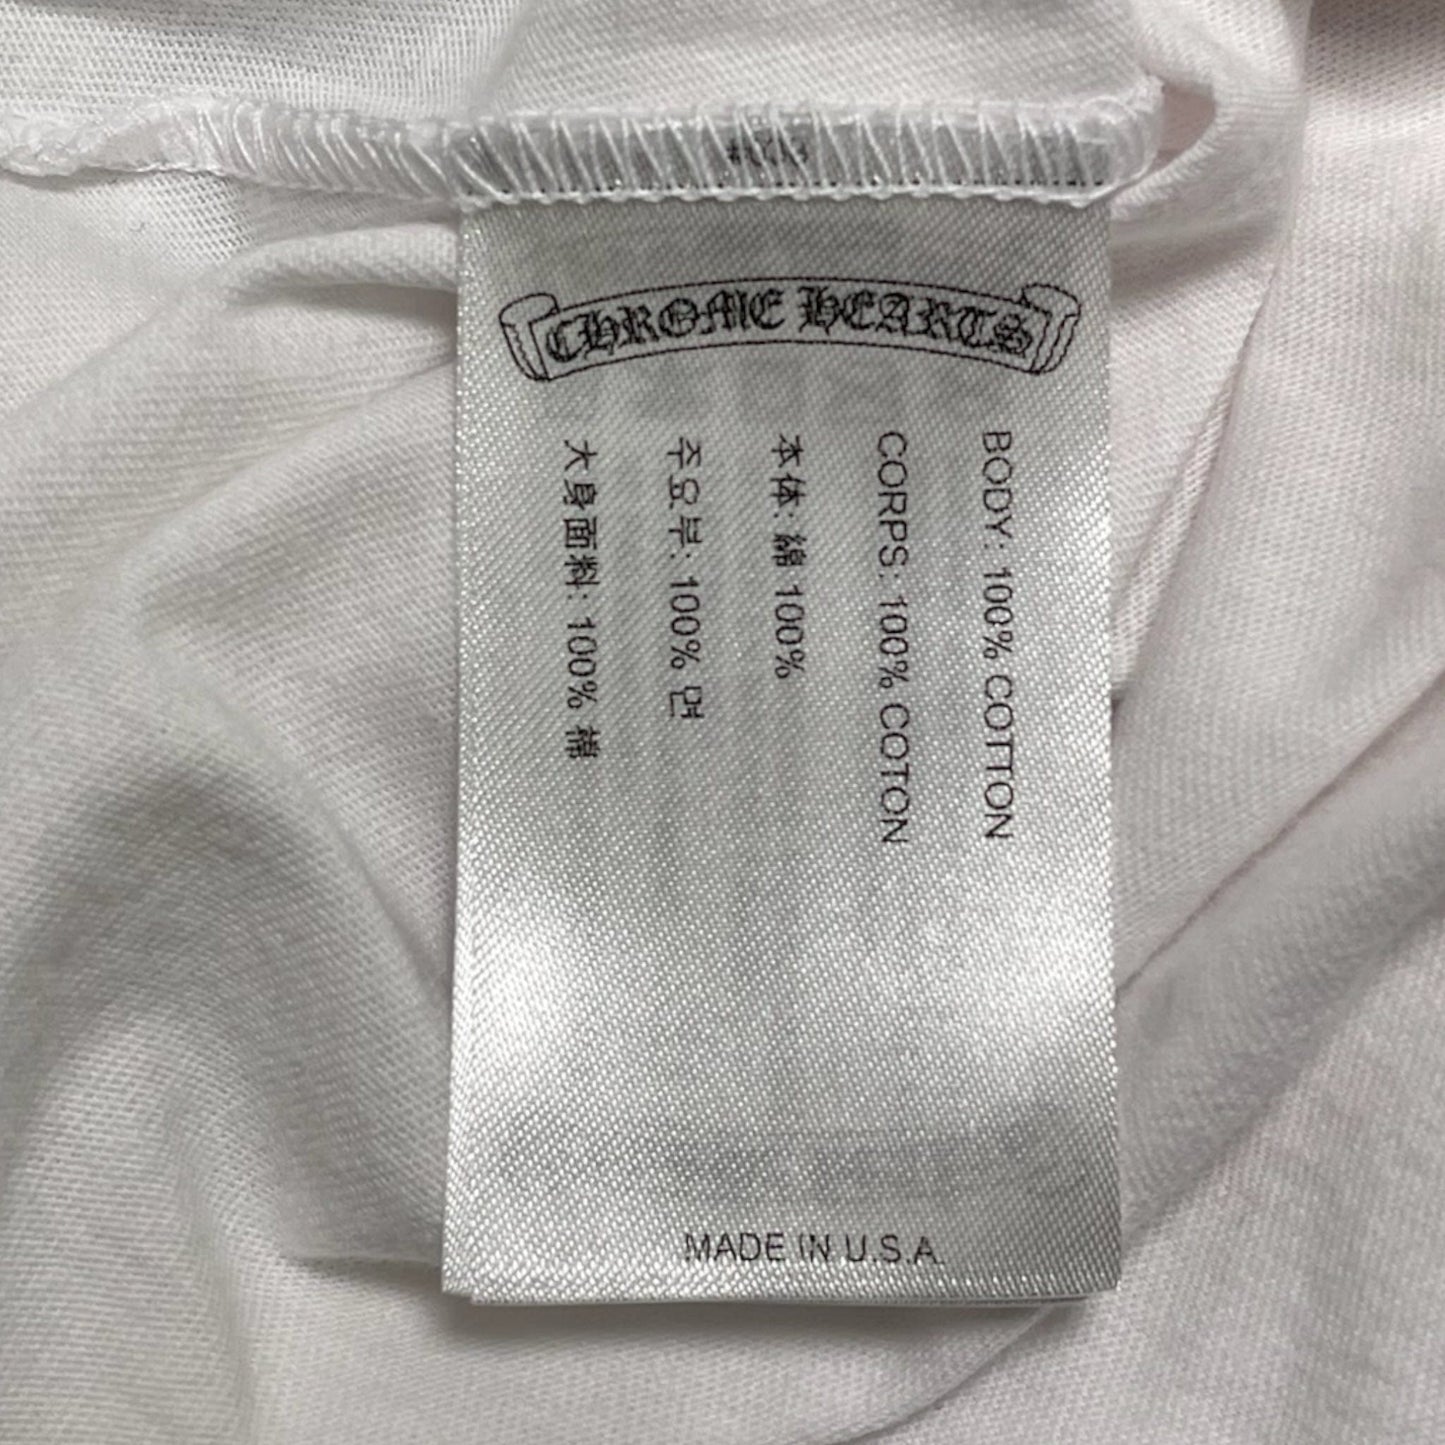 CHROME HEARTS
BODY: 100% COTTON
CORPS: 100% COTON
本体: 綿 100%
주요부: 100% 면
大身面料: 100% 棉
MADE IN U.S.A.